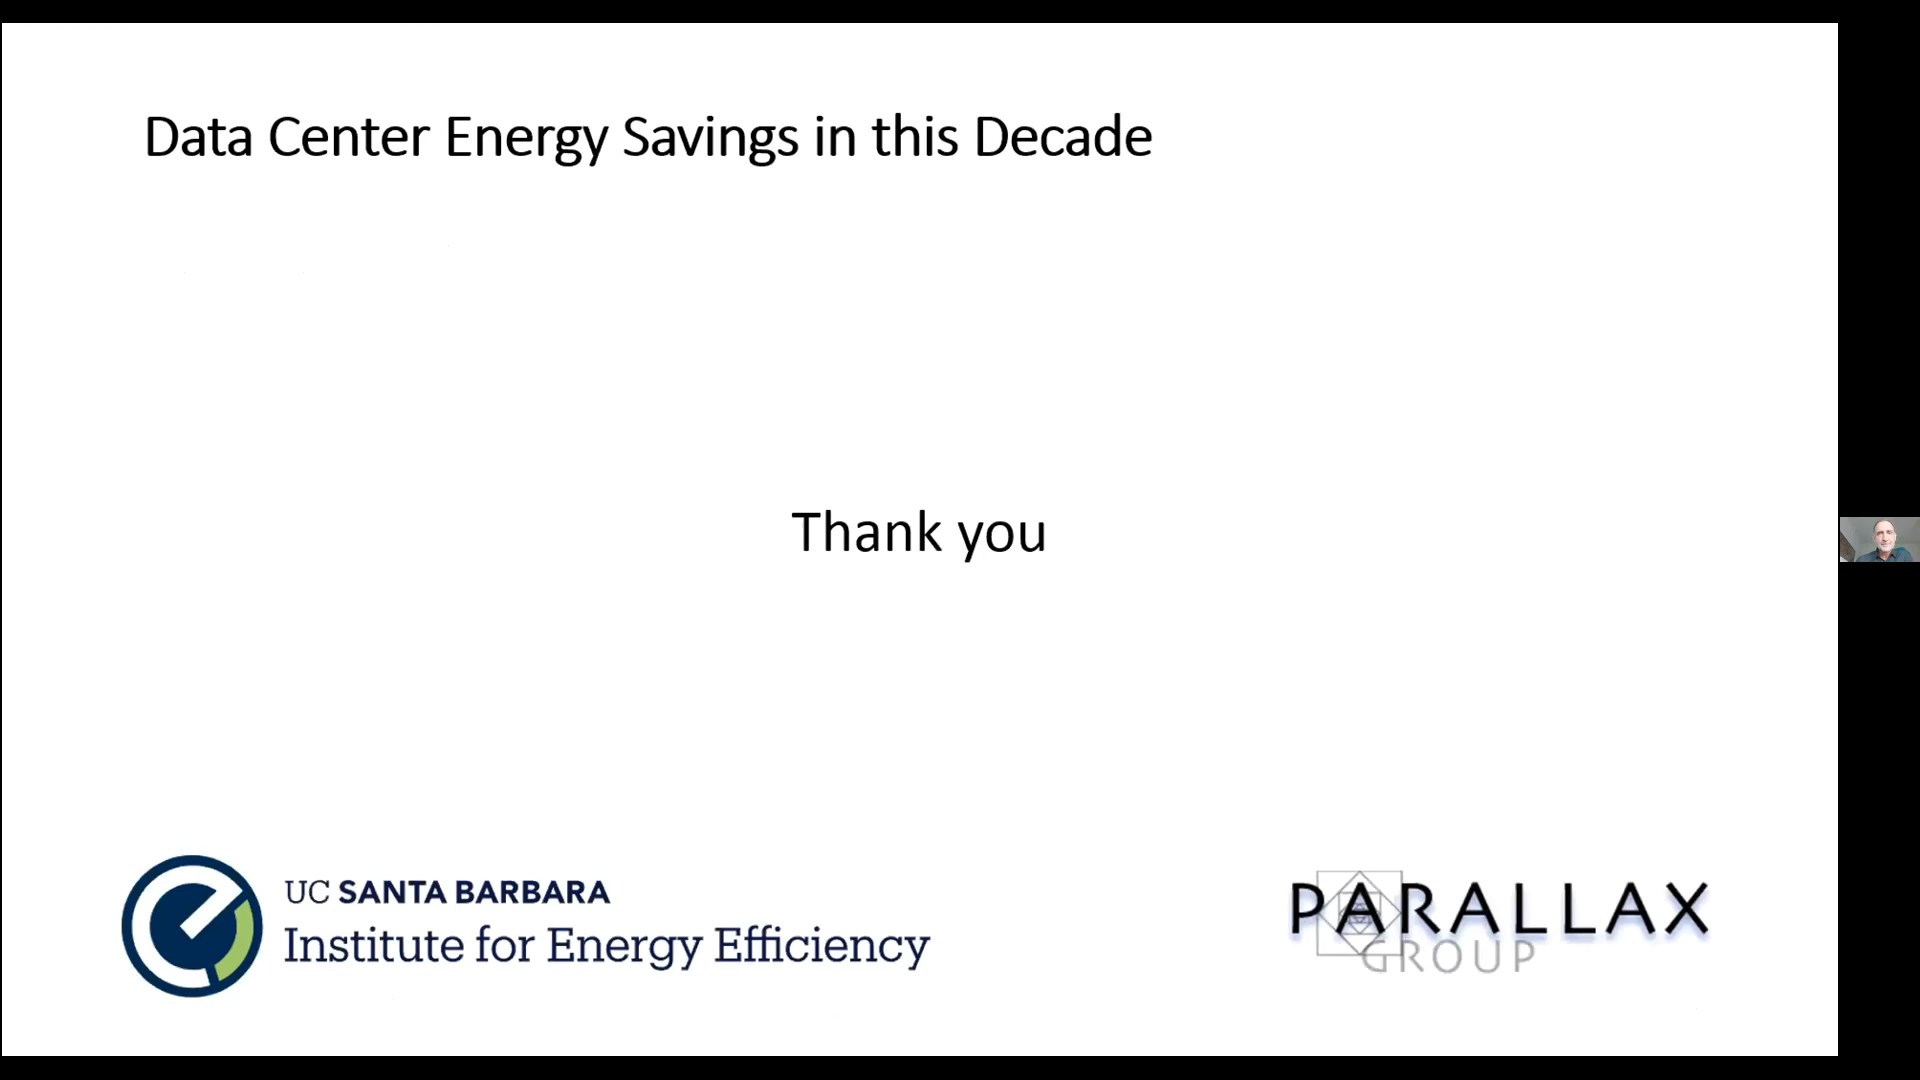 Data Center Energy Savings in this Decade
Thank you
UC SANTA BARBARA
Institute for Energy Efficiency
PARALLAX
GROUP